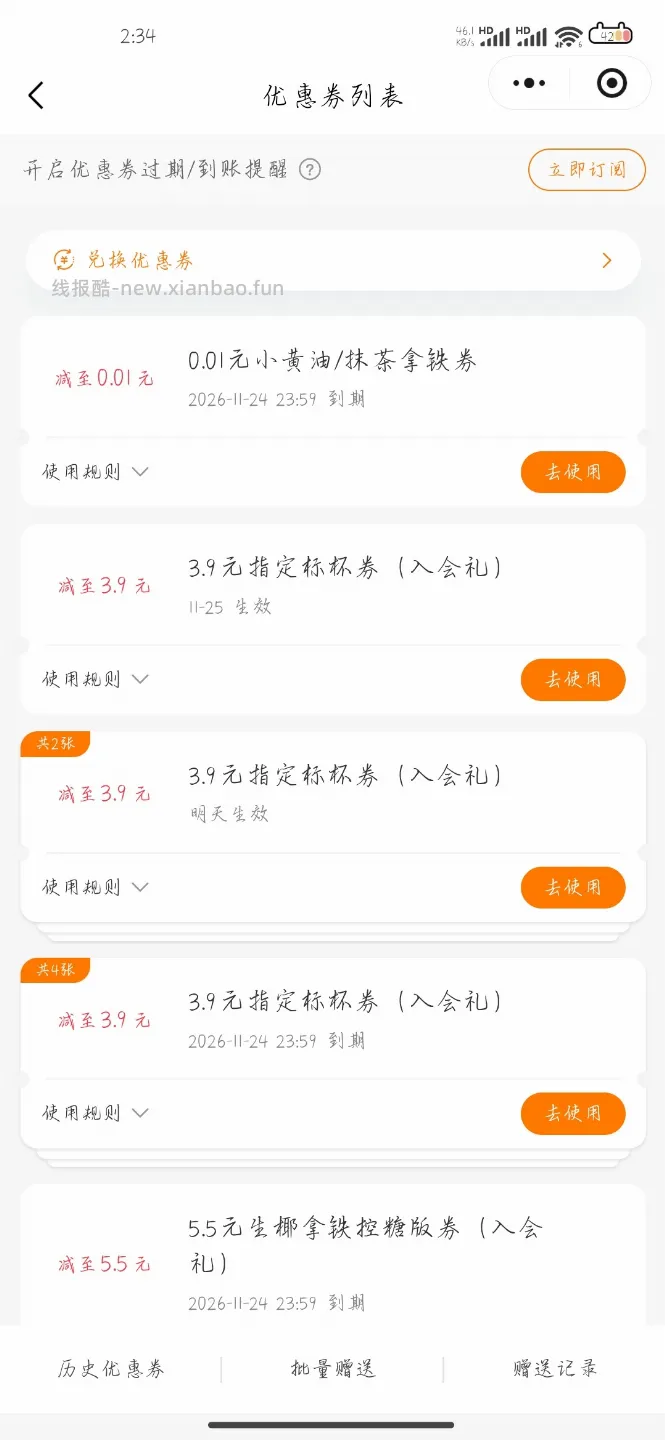 2:34
46.1 KB/s HD HD 6 42
优惠券列表
开启优惠券过期/到账提醒 ?
立即订阅
兑换优惠券
线报酷-new.xianbao.fun
减至0.01元
0.01元小黄油/抹茶拿铁券
2026-11-24 23:59 到期
使用规则
去使用
减至3.9元
3.9元指定标杯券（入会礼）
11-25 生效
使用规则
去使用
共2张
减至3.9元
3.9元指定标杯券（入会礼）
明天生效
使用规则
去使用
共4张
减至3.9元
3.9元指定标杯券（入会礼）
2026-11-24 23:59 到期
使用规则
去使用
减至5.5元
5.5元生椰拿铁控糖版券（入会
礼）
2026-11-24 23:59 到期
历史优惠券
批量赠送
赠送记录